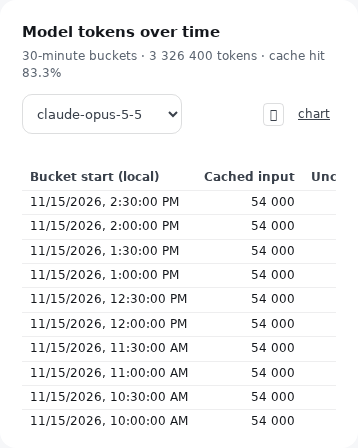 Model tokens over time
30-minute buckets · 3 326 400 tokens · cache hit
83.3%
claude-opus-5-5 chart
Bucket start (local) Cached input Unc
11/15/2026, 2:30:00 PM 54 000
11/15/2026, 2:00:00 PM 54 000
11/15/2026, 1:30:00 PM 54 000
11/15/2026, 1:00:00 PM 54 000
11/15/2026, 12:30:00 PM 54 000
11/15/2026, 12:00:00 PM 54 000
11/15/2026, 11:30:00 AM 54 000
11/15/2026, 11:00:00 AM 54 000
11/15/2026, 10:30:00 AM 54 000
11/15/2026, 10:00:00 AM 54 000